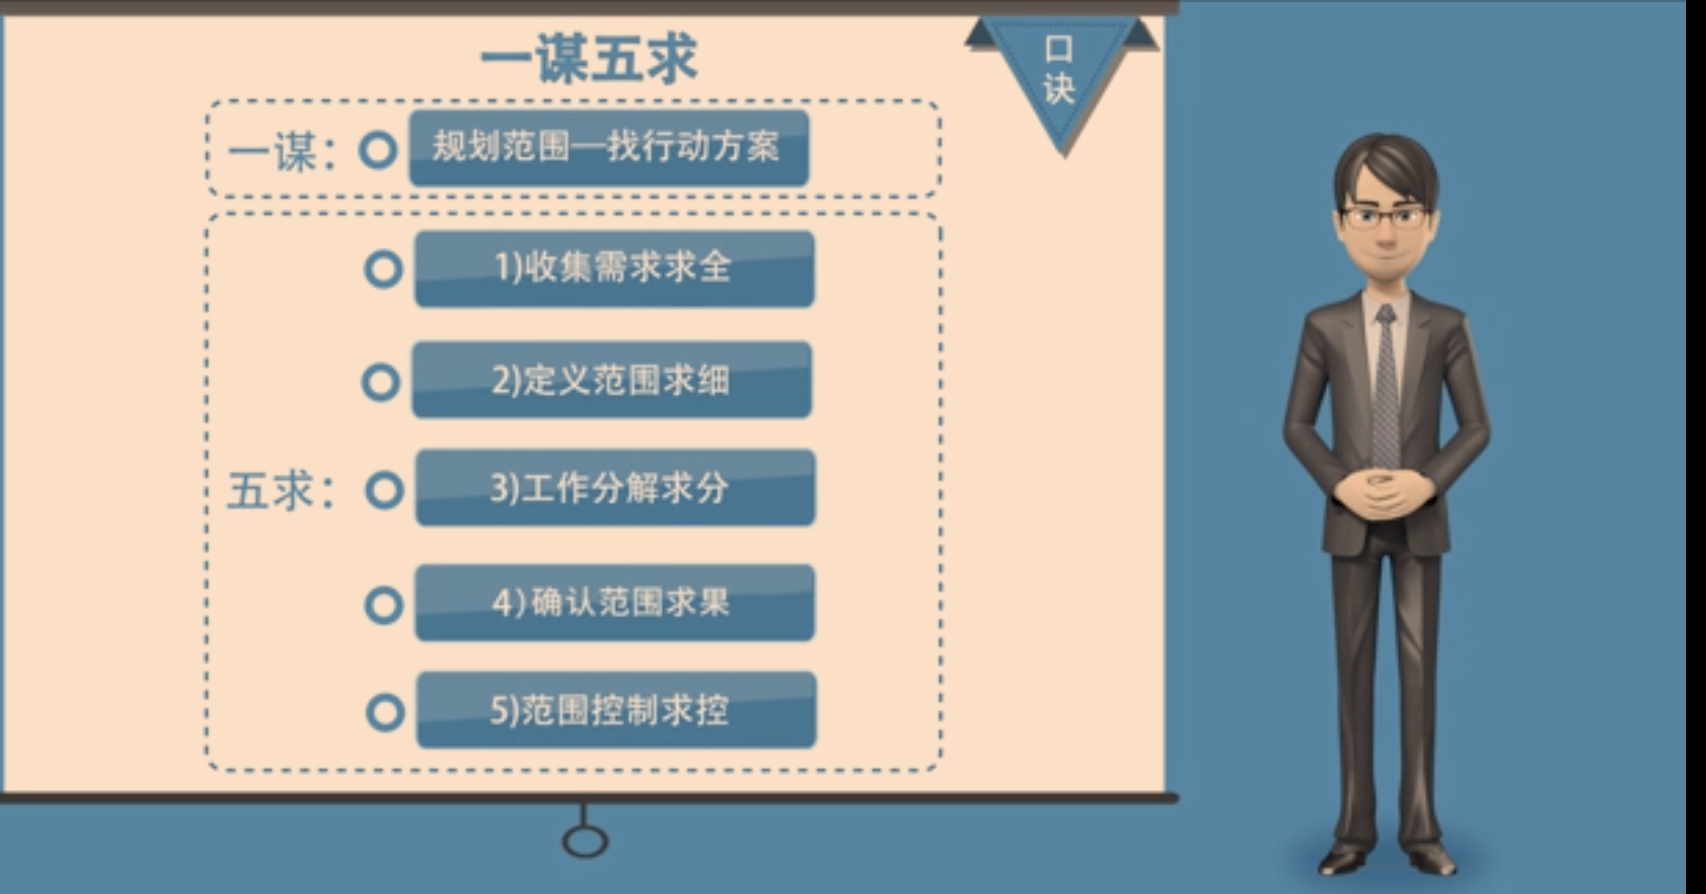 一谋五求
口
诀
一谋：
规划范围—找行动方案
1)收集需求求全
2)定义范围求细
五求：
3)工作分解求分
4)确认范围求果
5)范围控制求控